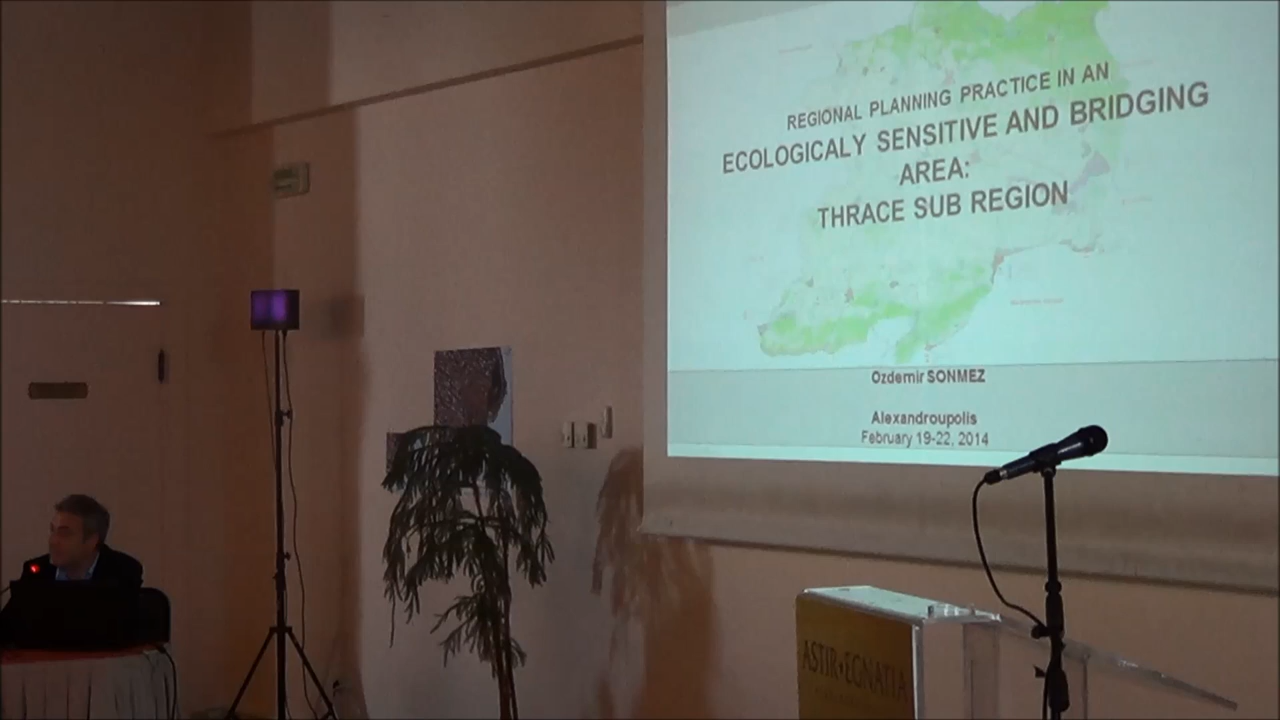 REGIONAL PLANNING PRACTICE IN AN
ECOLOGICALY SENSITIVE AND BRIDGING
AREA:
THRACE SUB REGION
Ozdemir SONMEZ
Alexandroupolis
February 19-22, 2014
ASTIR•EGNATIA